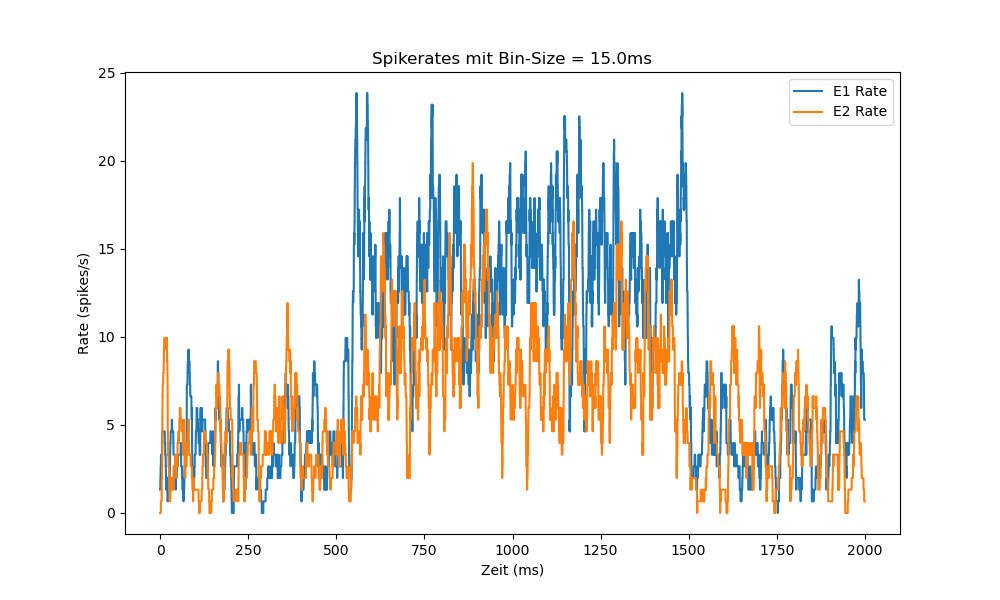 Spikerates mit Bin-Size = 15.0ms
E1 Rate
E2 Rate
Rate (spikes/s)
25
20
15
10
5
0
0 250 500 750 1000 1250 1500 1750 2000
Zeit (ms)